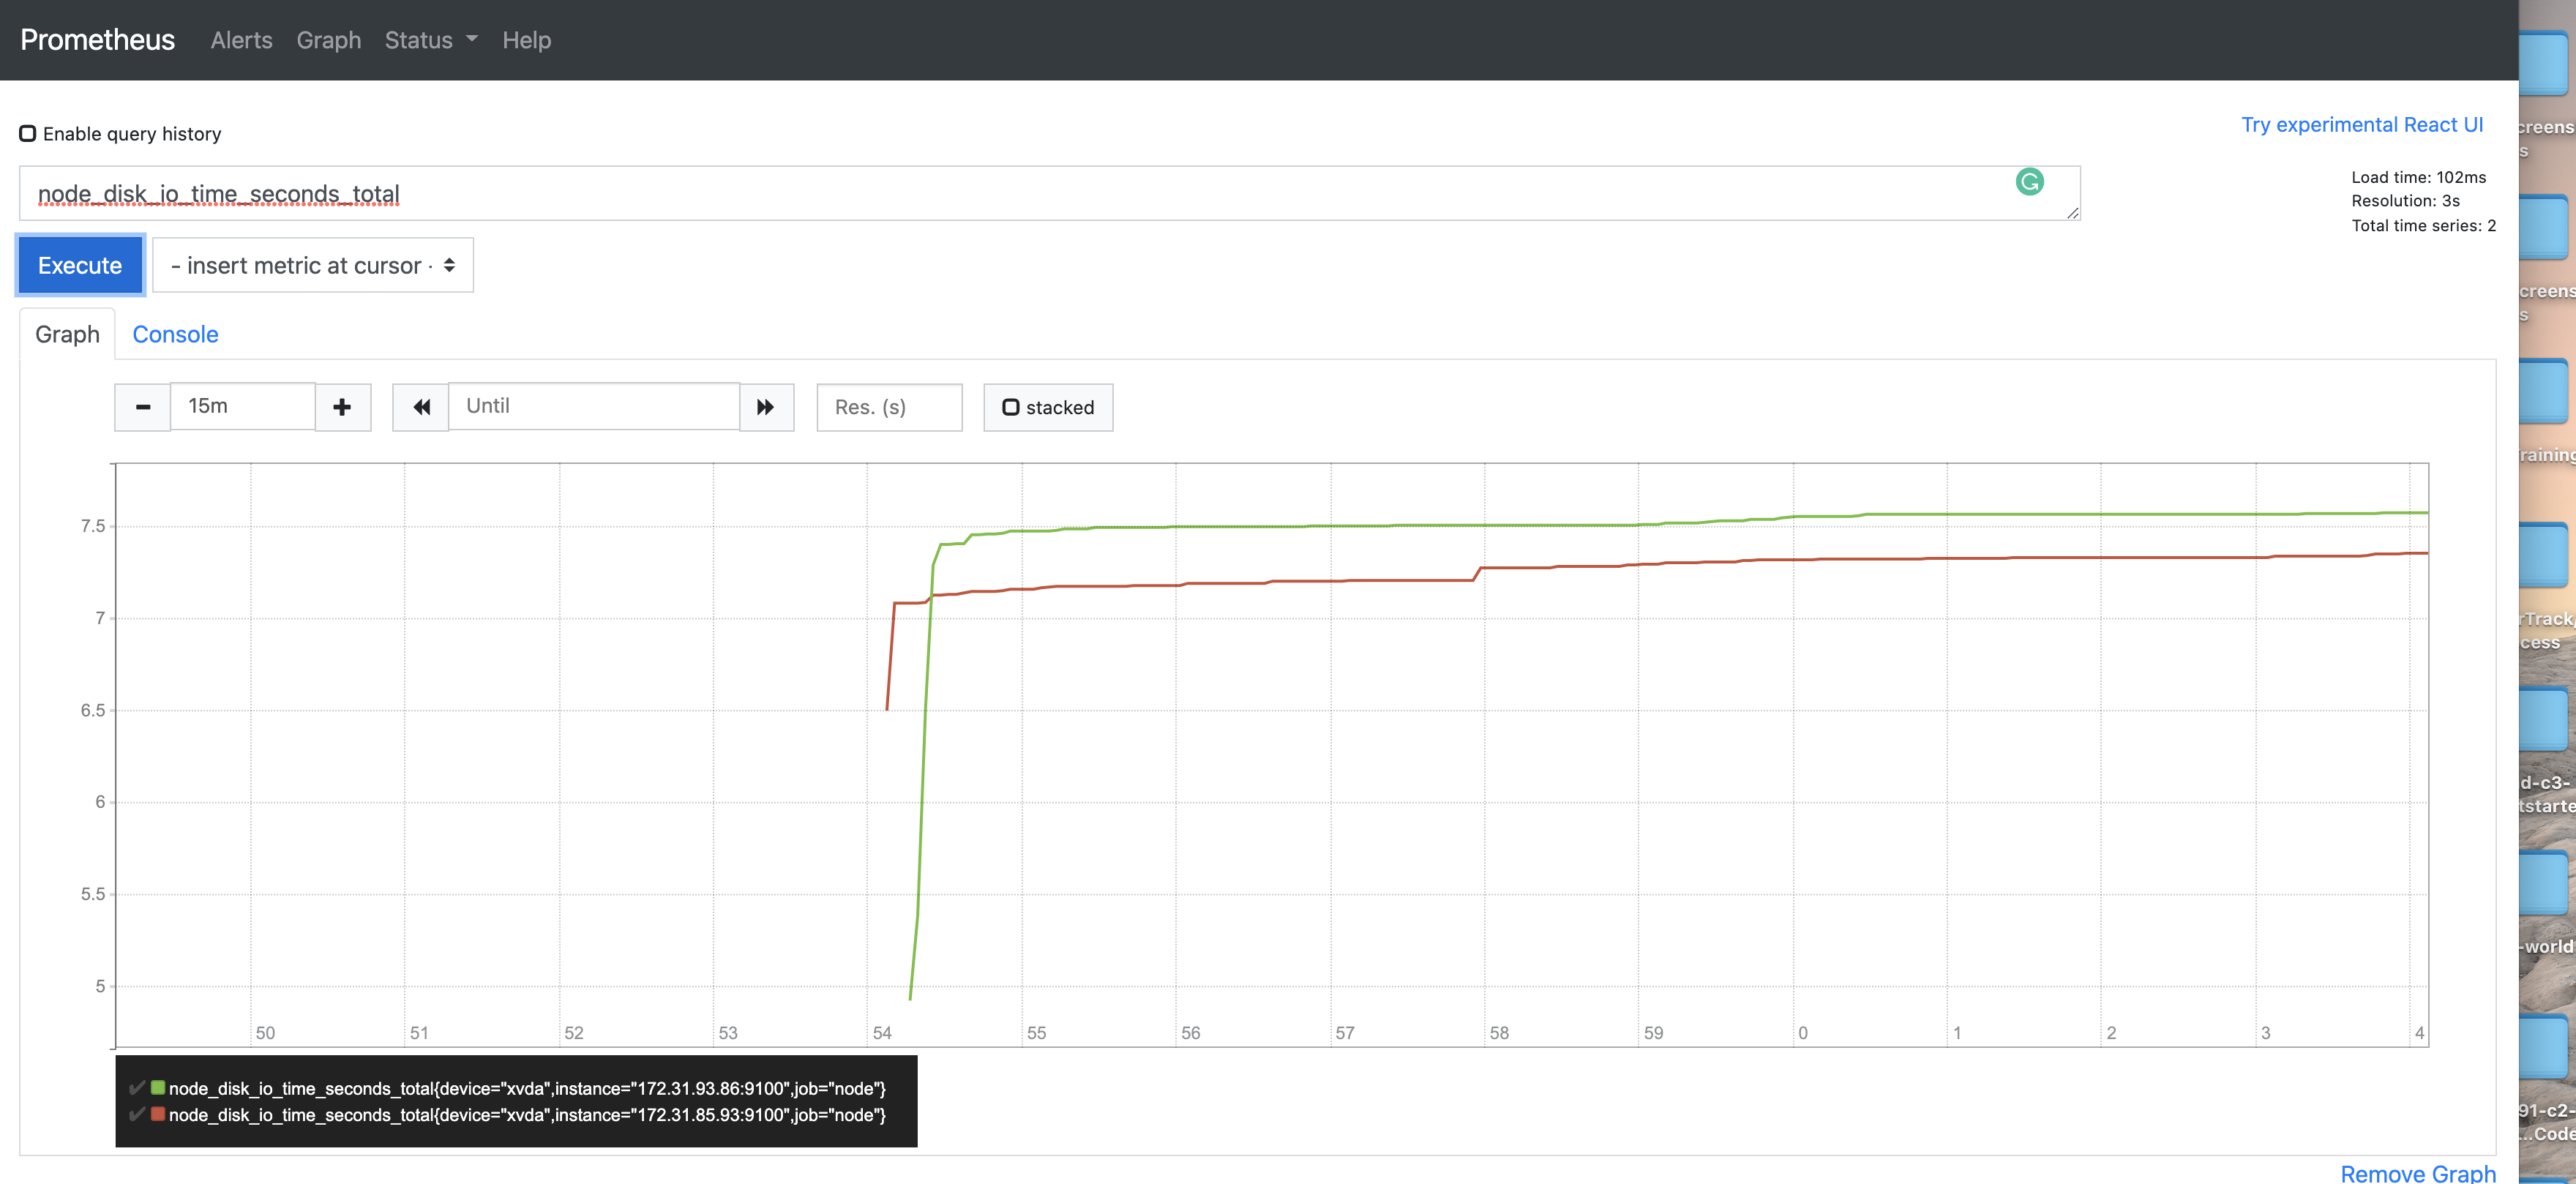 Prometheus Alerts Graph Status Help
Enable query history
Try experimental React UI
node_disk_io_time_seconds_total
Load time: 102ms
Resolution: 3s
Total time series: 2
Execute
- insert metric at cursor ·
Graph
Console
15m
Until
Res. (s)
stacked
7.5
7
6.5
6
5.5
5
50 51 52 53 54 55 56 57 58 59 0 1 2 3 4
node_disk_io_time_seconds_total{device="xvda",instance="172.31.93.86:9100",job="node"}
node_disk_io_time_seconds_total{device="xvda",instance="172.31.85.93:9100",job="node"}
Remove Graph
creens
s
creens
s
raining
rTrack
cess
d-c3-
tstarte
-world
91-c2-
...Code